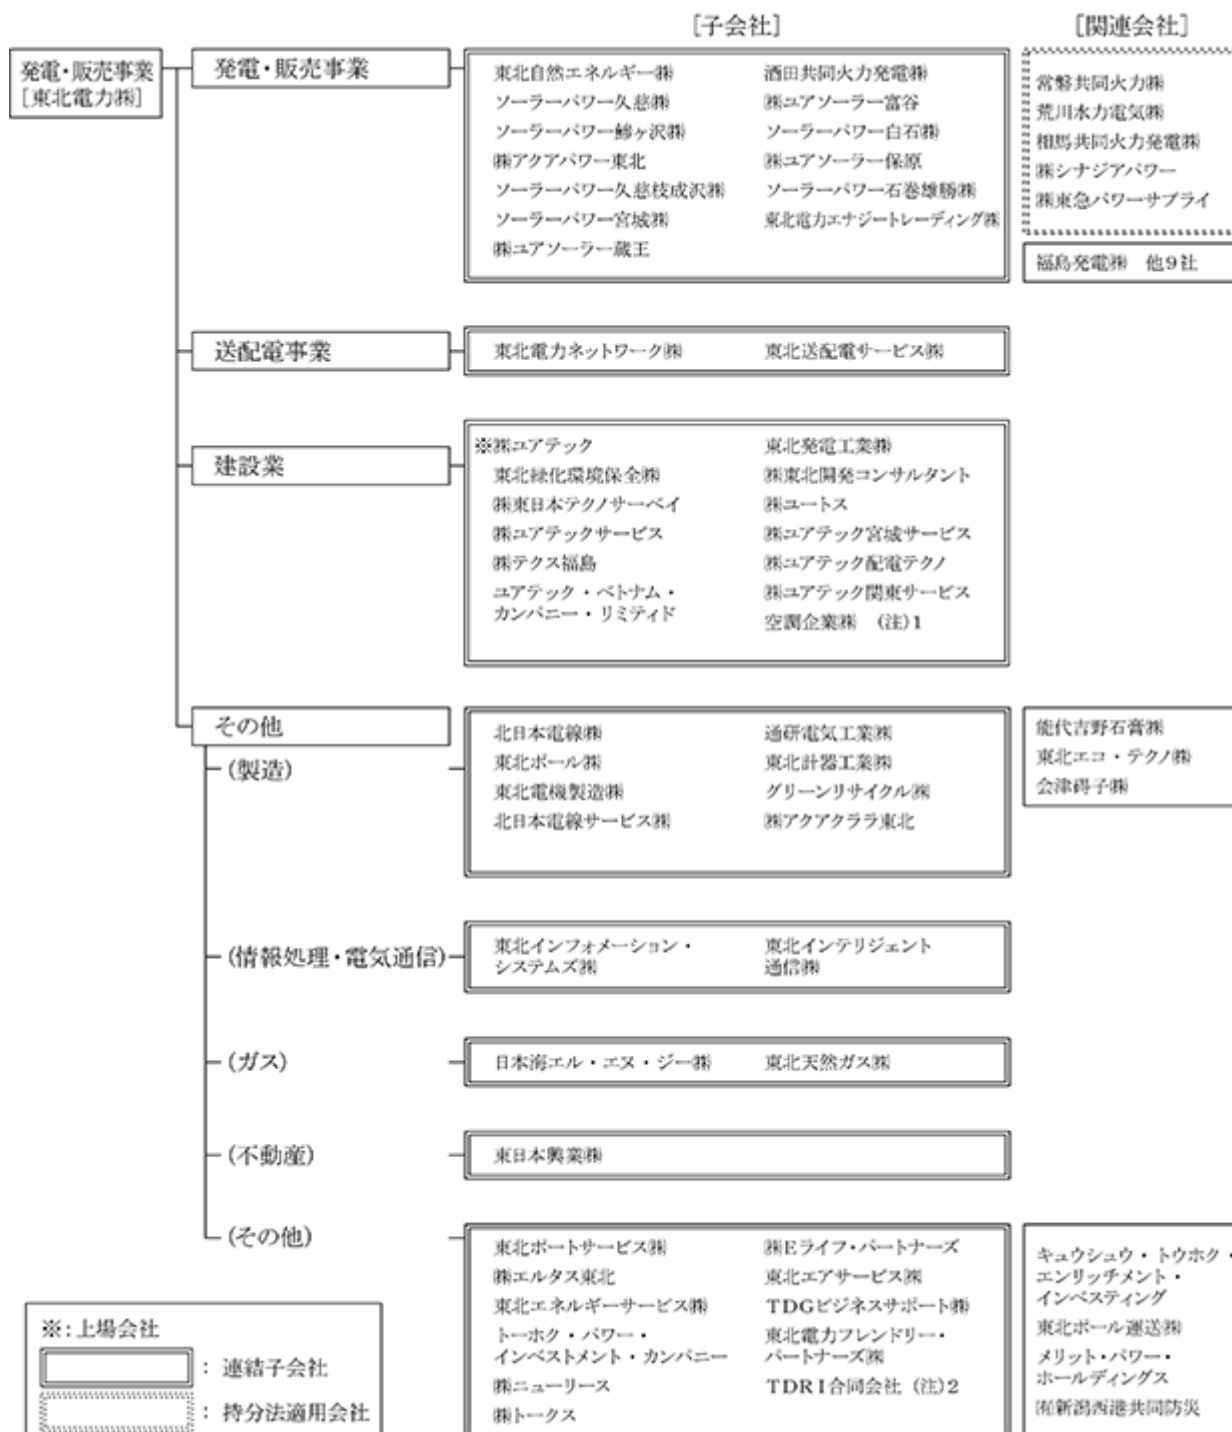 [子会社]
[関連会社]
発電・販売事業
[東北電力㈱]
発電・販売事業
東北自然エネルギー㈱
酒田共同火力発電㈱
ソーラーパワー久慈㈱
㈱ユアソーラー富谷
ソーラーパワー鰺ヶ沢㈱
ソーラーパワー白石㈱
㈱アクアパワー東北
㈱ユアソーラー保原
ソーラーパワー久慈枝成沢㈱
ソーラーパワー石巻雄勝㈱
ソーラーパワー宮城㈱
東北電力エナジートレーディング㈱
㈱ユアソーラー蔵王
常磐共同火力㈱
荒川水力電気㈱
相馬共同火力発電㈱
㈱シナジアパワー
㈱東急パワーサプライ
福島発電㈱ 他9社
送配電事業
東北電力ネットワーク㈱
東北送配電サービス㈱
建設業
※㈱ユアテック
東北発電工業㈱
東北緑化環境保全㈱
㈱東北開発コンサルタント
㈱東日本テクノサーベイ
㈱ユートス
㈱ユアテックサービス
㈱ユアテック宮城サービス
㈱テクス福島
㈱ユアテック配電テクノ
ユアテック・ベトナム・
カンパニー・リミティド
㈱ユアテック関東サービス
空調企業㈱ (注)1
その他
(製造)
北日本電線㈱
通研電気工業㈱
東北ポール㈱
東北計器工業㈱
東北電機製造㈱
グリーンリサイクル㈱
北日本電線サービス㈱
㈱アクアクララ東北
能代吉野石膏㈱
東北エコ・テクノ㈱
会津碍子㈱
(情報処理・電気通信)
東北インフォメーション・
システムズ㈱
東北インテリジェント
通信㈱
(ガス)
日本海エル・エヌ・ジー㈱
東北天然ガス㈱
(不動産)
東日本興業㈱
(その他)
東北ポートサービス㈱
㈱Eライフ・パートナーズ
㈱エルタス東北
東北エアサービス㈱
東北エネルギーサービス㈱
TDGビジネスサポート㈱
トーホク・パワー・
インベストメント・カンパニー
東北電力フレンドリー・
パートナーズ㈱
㈱ニューリース
TDRI合同会社 (注)2
㈱トークス
キュウシュウ・トウホク・
エンリッチメント・
インベスティング
東北ポール運送㈱
メリット・パワー・
ホールディングス
㈲新潟西港共同防災
※:上場会社
: 連結子会社
: 持分法適用会社